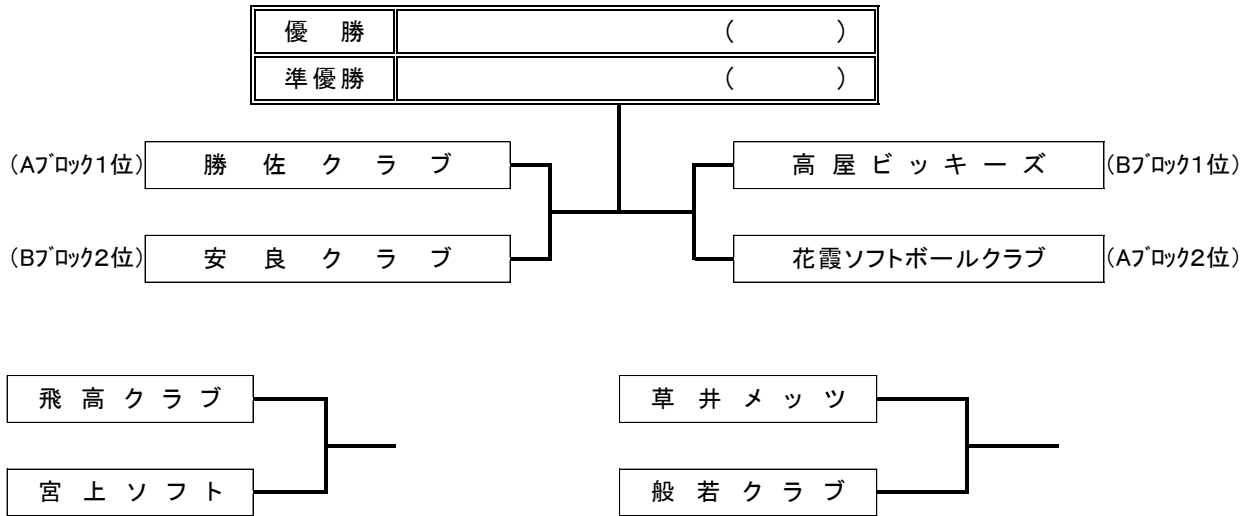 優 勝 ( )
準優勝 ( )
(Aﾌﾞﾛｯｸ1位) 勝佐クラブ 高屋ビッキーズ (Bﾌﾞﾛｯｸ1位)
(Bﾌﾞﾛｯｸ2位) 安良クラブ 花霞ソフトボールクラブ (Aﾌﾞﾛｯｸ2位)
飛高クラブ 草井メッツ
宮上ソフト 般若クラブ